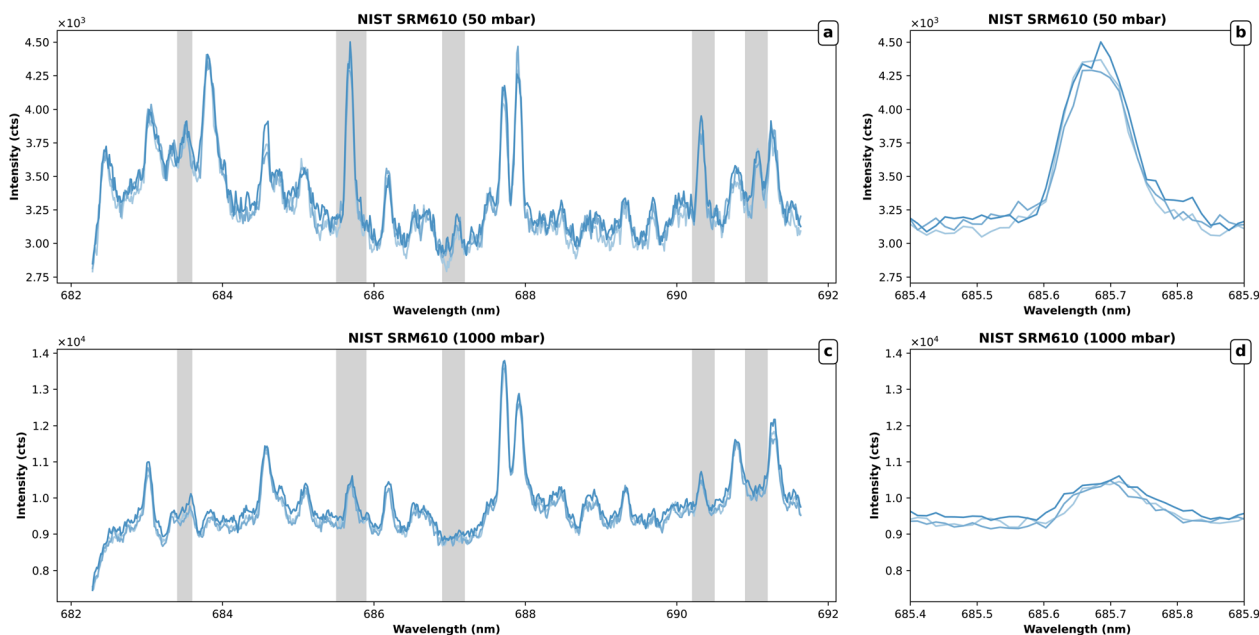 NIST SRM610 (50 mbar)
×10³
a
4.50
4.25
4.00
3.75
3.50
3.25
3.00
2.75
Intensity (cts)
682 684 686 688 690 692
Wavelength (nm)
NIST SRM610 (50 mbar)
×10³
b
4.50
4.25
4.00
3.75
3.50
3.25
3.00
2.75
Intensity (cts)
685.4 685.5 685.6 685.7 685.8 685.9
Wavelength (nm)
NIST SRM610 (1000 mbar)
×10⁴
c
1.4
1.3
1.2
1.1
1.0
0.9
0.8
Intensity (cts)
682 684 686 688 690 692
Wavelength (nm)
NIST SRM610 (1000 mbar)
×10⁴
d
1.4
1.3
1.2
1.1
1.0
0.9
0.8
Intensity (cts)
685.4 685.5 685.6 685.7 685.8 685.9
Wavelength (nm)